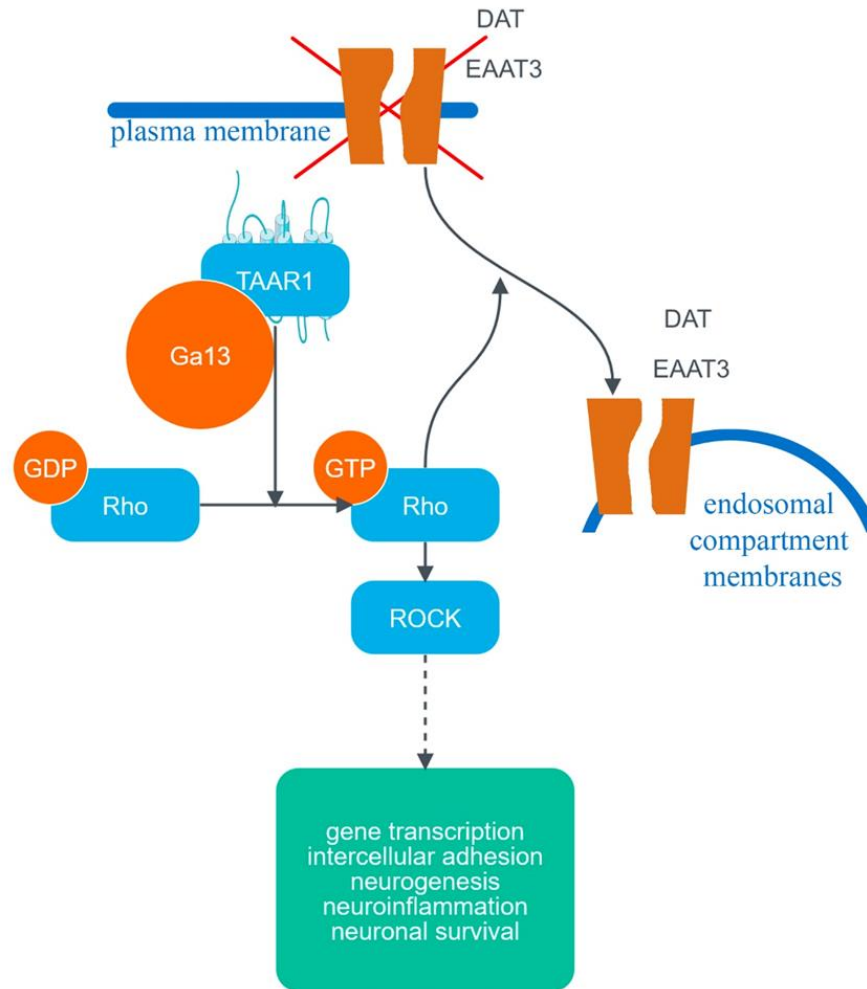 DAT
EAAT3
plasma membrane
TAAR1
Ga13
GDP
Rho
GTP
Rho
DAT
EAAT3
endosomal
compartment
membranes
ROCK
gene transcription
intercellular adhesion
neurogenesis
neuroinflammation
neuronal survival